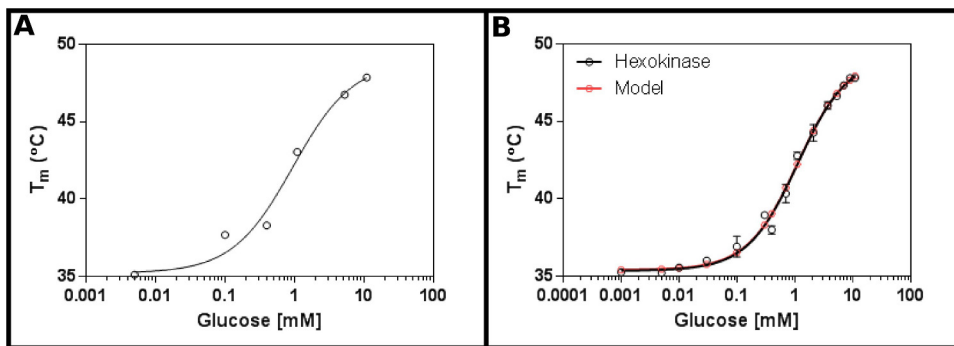 A
50
45
40
35
Tm (°C)
0.001 0.01 0.1 1 10 100
Glucose [mM]
B
50
45
40
35
Tm (°C)
Hexokinase
Model
0.0001 0.001 0.01 0.1 1 10 100
Glucose [mM]